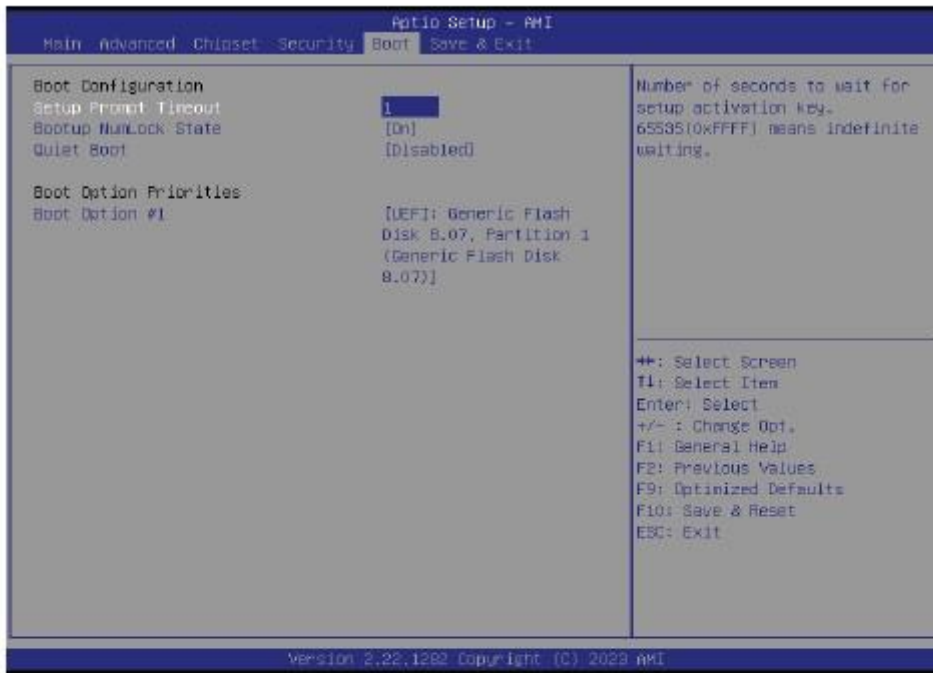 Aptio Setup - AMI
Main Advanced Chipset Security Boot Save & Exit
Boot Configuration
Setup Prompt Timeout 1
Bootup NumLock State [On]
Quiet Boot [Disabled]
Boot Option Priorities
Boot Option #1 [UEFI: Generic Flash
Disk 8.07, Partition 1
(Generic Flash Disk
8.07)]
Number of seconds to wait for
setup activation key.
65535(0xFFFF) means indefinite
waiting.
→←: Select Screen
↑↓: Select Item
Enter: Select
+/- : Change Opt.
F1: General Help
F2: Previous Values
F9: Optimized Defaults
F10: Save & Reset
ESC: Exit
Version 2.22.1282 Copyright (C) 2023 AMI